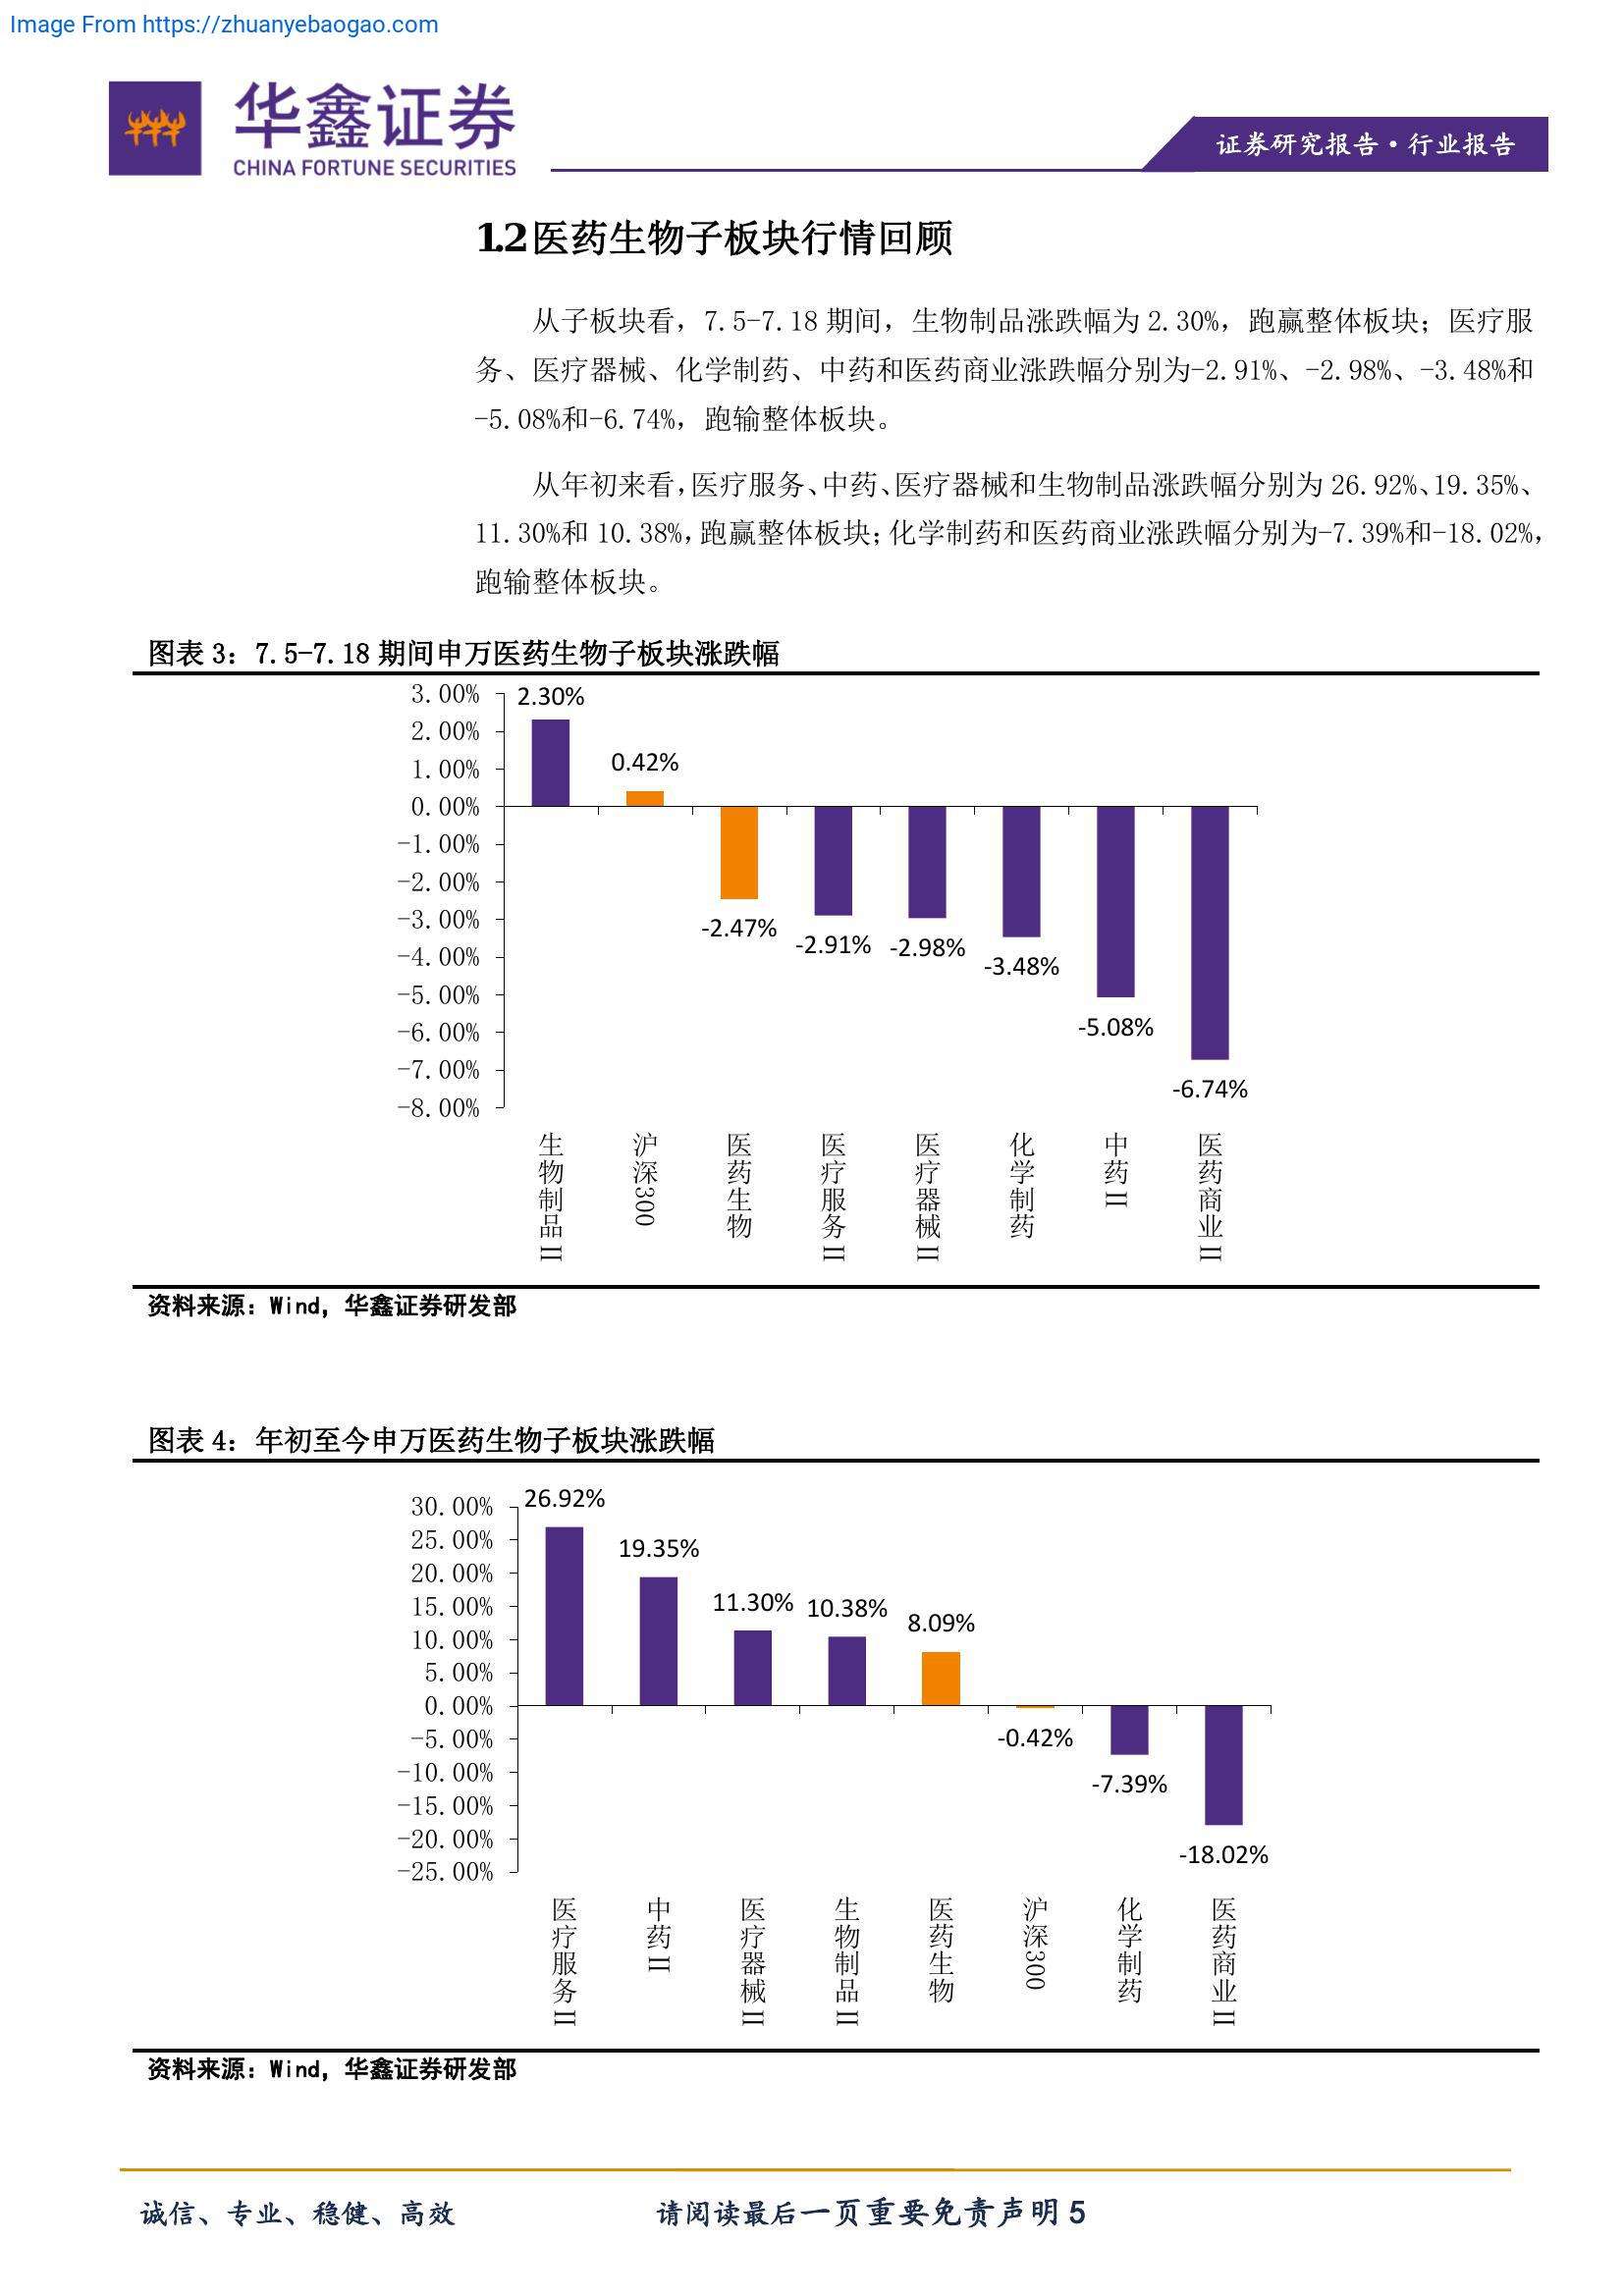 Image From https://zhuanyebaogao.com
华鑫证券
CHINA FORTUNE SECURITIES
证券研究报告·行业报告
1.2医药生物子板块行情回顾
从子板块看，7.5-7.18 期间，生物制品涨跌幅为 2.30%，跑赢整体板块；医疗服
务、医疗器械、化学制药、中药和医药商业涨跌幅分别为-2.91%、-2.98%、-3.48%和
-5.08%和-6.74%，跑输整体板块。
从年初来看，医疗服务、中药、医疗器械和生物制品涨跌幅分别为 26.92%、19.35%、
11.30%和 10.38%，跑赢整体板块；化学制药和医药商业涨跌幅分别为-7.39%和-18.02%，
跑输整体板块。
图表 3：7.5-7.18 期间申万医药生物子板块涨跌幅
3.00%
2.00%
1.00%
0.00%
-1.00%
-2.00%
-3.00%
-4.00%
-5.00%
-6.00%
-7.00%
-8.00%
2.30%
0.42%
-2.47%
-2.91%
-2.98%
-3.48%
-5.08%
-6.74%
生物制品II
沪深300
医药生物
医疗服务II
医疗器械II
化学制药
中药II
医药商业II
资料来源：Wind，华鑫证券研发部
图表 4：年初至今申万医药生物子板块涨跌幅
30.00%
25.00%
20.00%
15.00%
10.00%
5.00%
0.00%
-5.00%
-10.00%
-15.00%
-20.00%
-25.00%
26.92%
19.35%
11.30%
10.38%
8.09%
-0.42%
-7.39%
-18.02%
医疗服务II
中药II
医疗器械II
生物制品II
医药生物
沪深300
化学制药
医药商业II
资料来源：Wind，华鑫证券研发部
诚信、专业、稳健、高效
请阅读最后一页重要免责声明 5